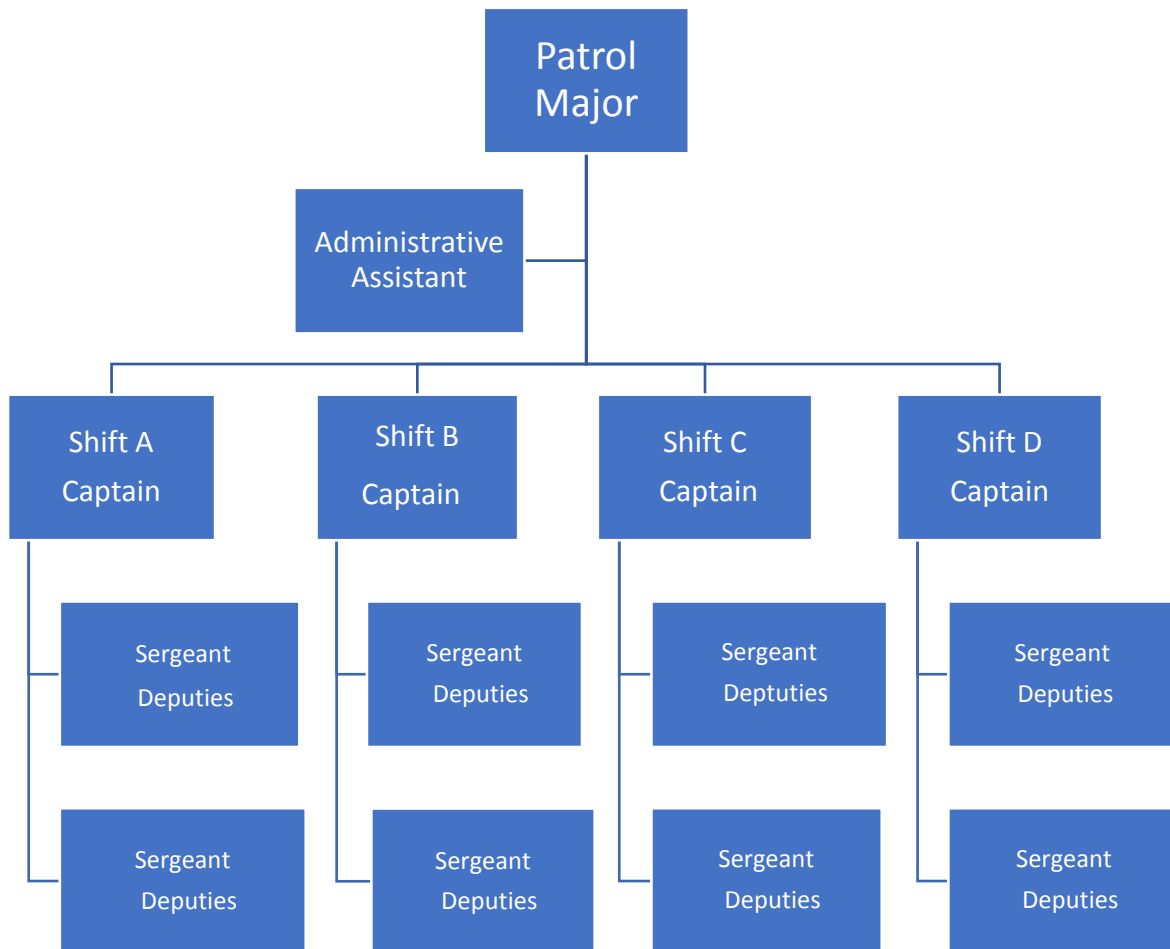 Patrol
Major
Administrative
Assistant
Shift A
Captain
Shift B
Captain
Shift C
Captain
Shift D
Captain
Sergeant
Deputies
Sergeant
Deputies
Sergeant
Deptuties
Sergeant
Deputies
Sergeant
Deputies
Sergeant
Deputies
Sergeant
Deputies
Sergeant
Deputies